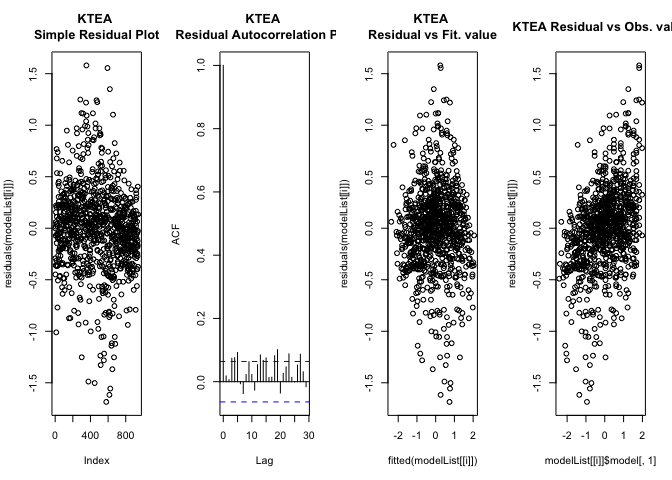 KTEA
Simple Residual Plot
residuals(modelList[[i]])
-1.5 -1.0 -0.5 0.0 0.5 1.0 1.5
0 400 800
Index
KTEA
Residual Autocorrelation P
ACF
0.0 0.2 0.4 0.6 0.8 1.0
0 10 20 30
Lag
KTEA
Residual vs Fit. value
residuals(modelList[[i]])
-1.5 -1.0 -0.5 0.0 0.5 1.0 1.5
-2 -1 0 1 2
fitted(modelList[[i]])
KTEA Residual vs Obs. val
residuals(modelList[[i]])
-1.5 -1.0 -0.5 0.0 0.5 1.0 1.5
-2 -1 0 1 2
modelList[[i]]$model[, 1]